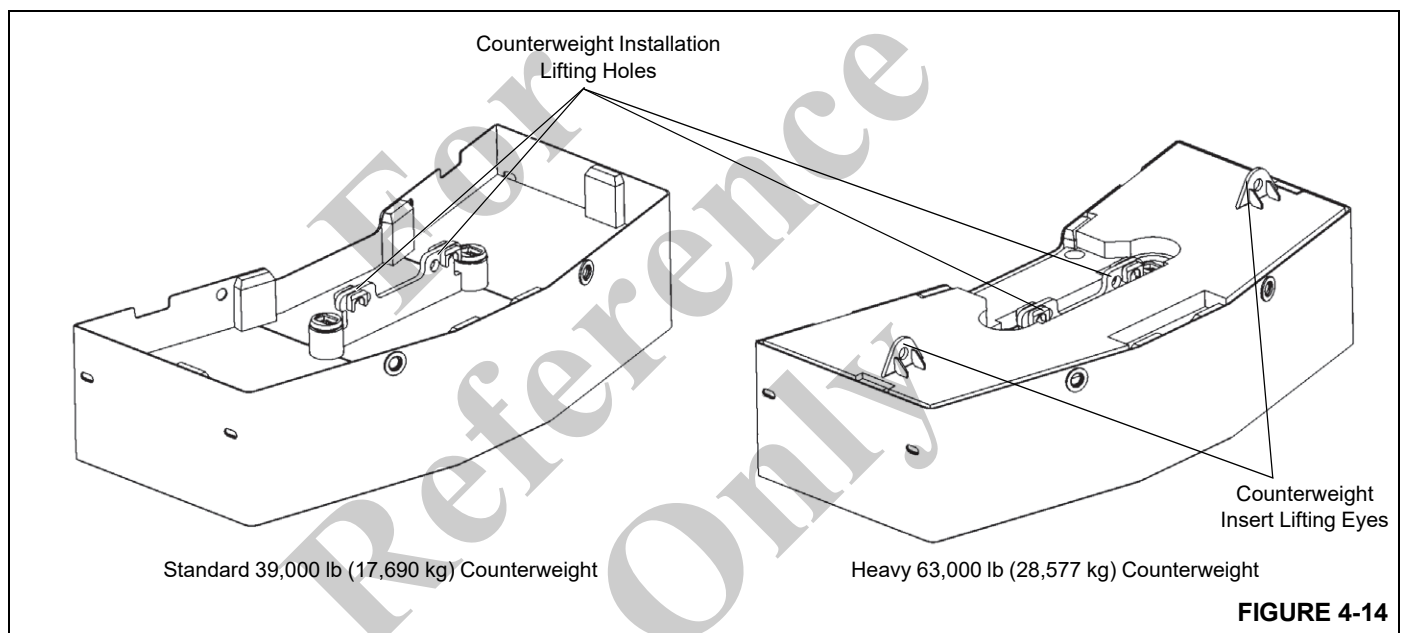 Counterweight Installation
Lifting Holes
For
Reference
Only
Counterweight
Insert Lifting Eyes
Standard 39,000 lb (17,690 kg) Counterweight
Heavy 63,000 lb (28,577 kg) Counterweight
FIGURE 4-14